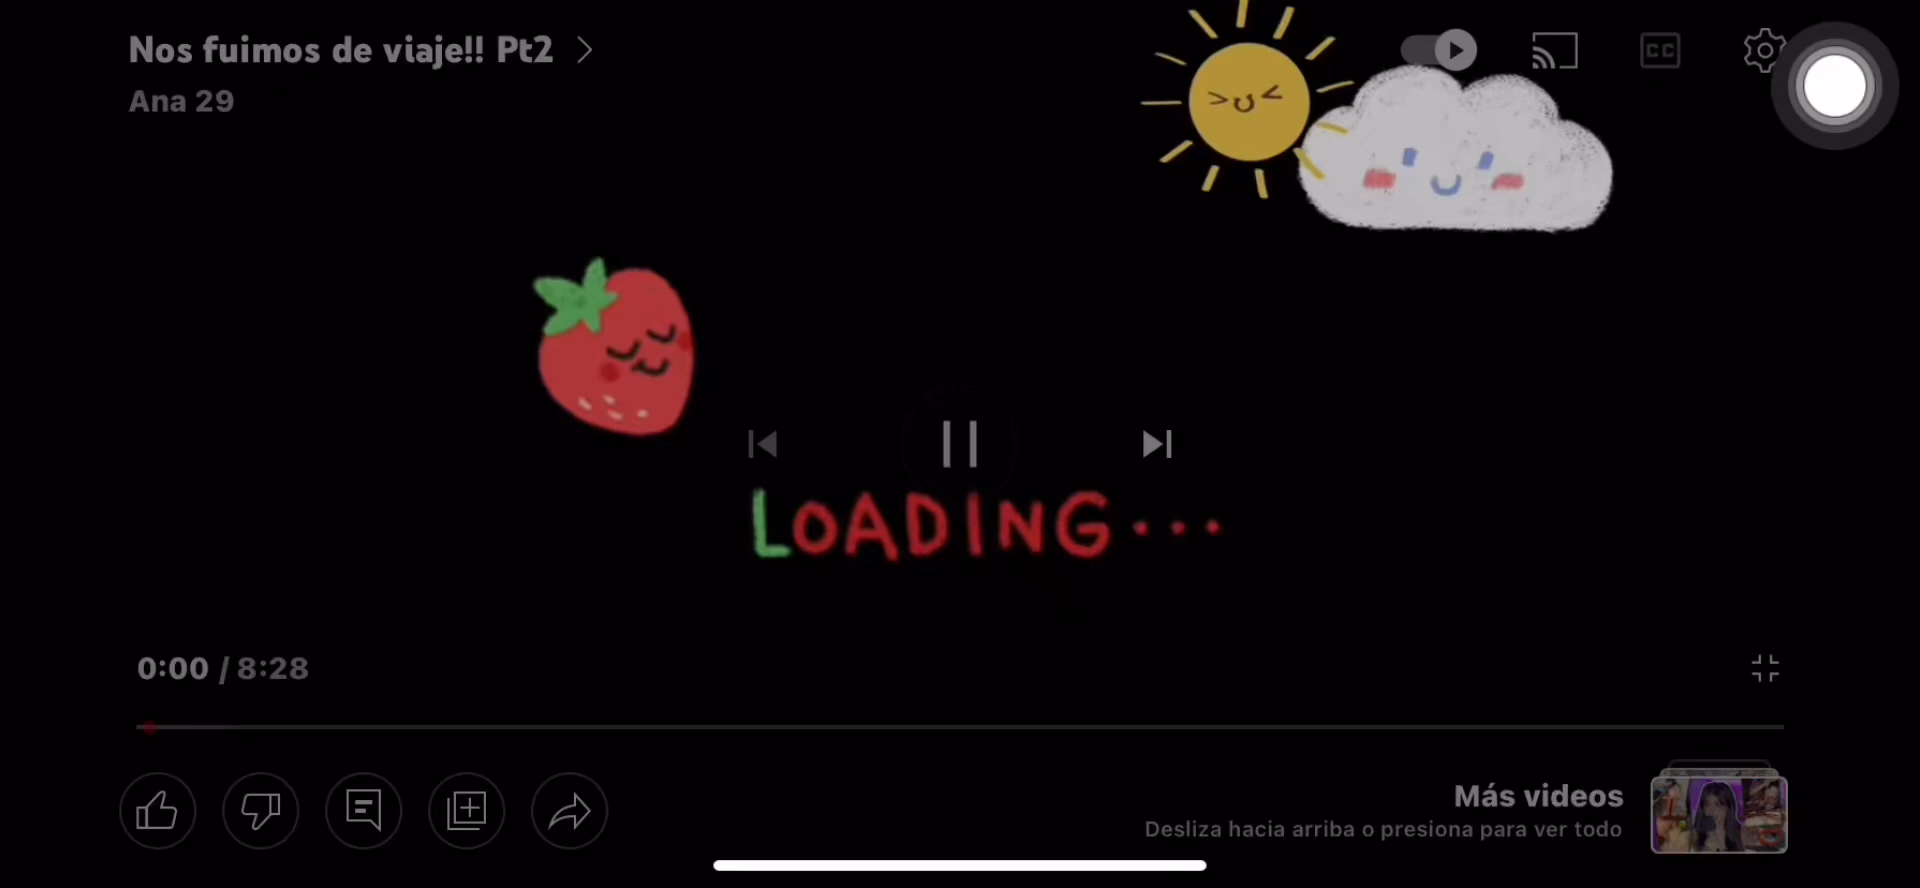 Nos fuimos de viaje!! Pt2
Ana 29
CC
LOADING...
0:00 / 8:28
Más videos
Desliza hacia arriba o presiona para ver todo